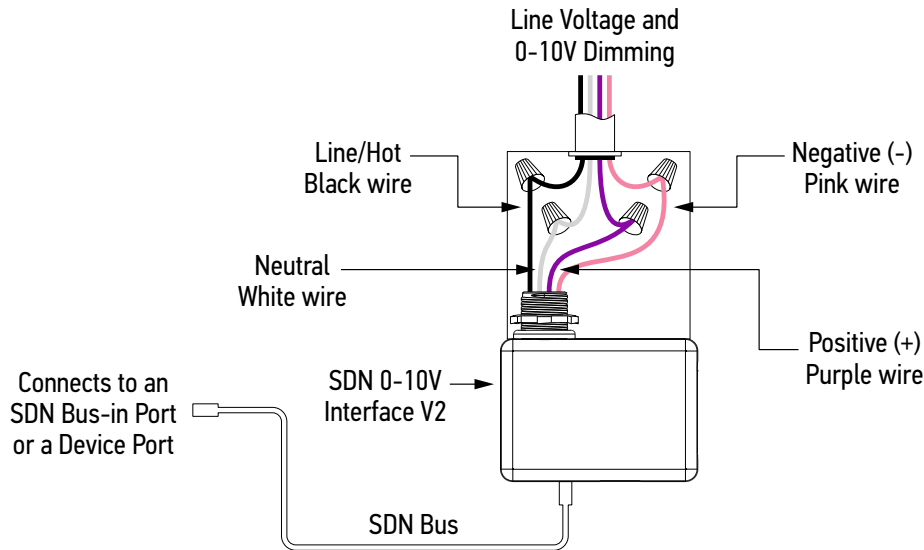 Line Voltage and
0-10V Dimming
Line/Hot
Black wire
Negative (-)
Pink wire
Neutral
White wire
Positive (+)
Purple wire
SDN 0-10V
Interface V2
Connects to an
SDN Bus-in Port
or a Device Port
SDN Bus